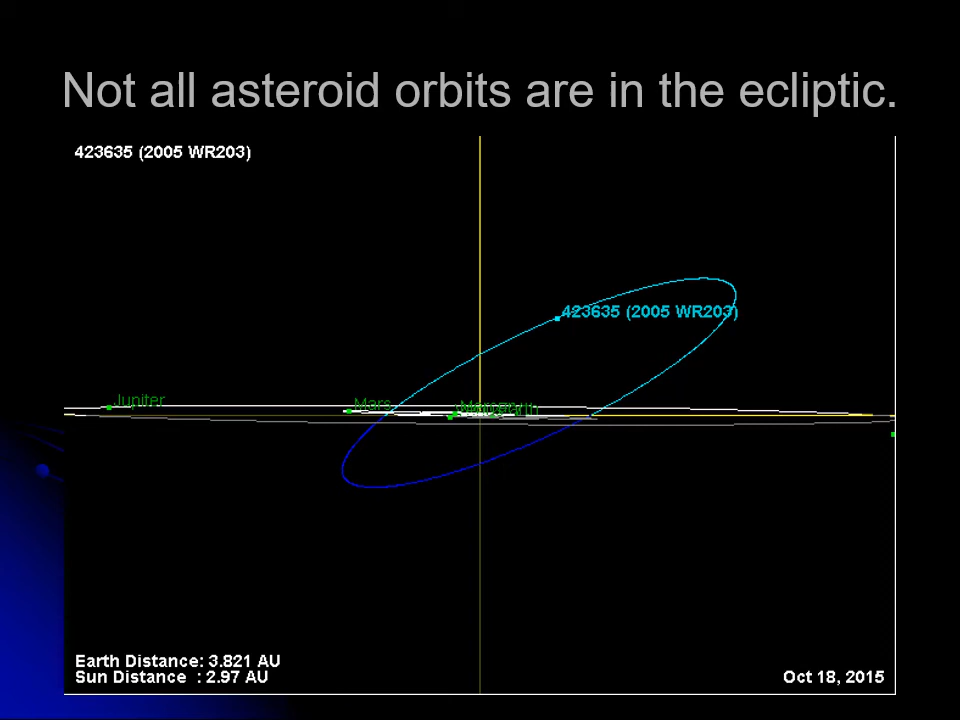 Not all asteroid orbits are in the ecliptic.
423635 (2005 WR203)
423635 (2005 WR203)
Jupiter
Mars
Earth Distance: 3.821 AU
Sun Distance : 2.97 AU
Oct 18, 2015